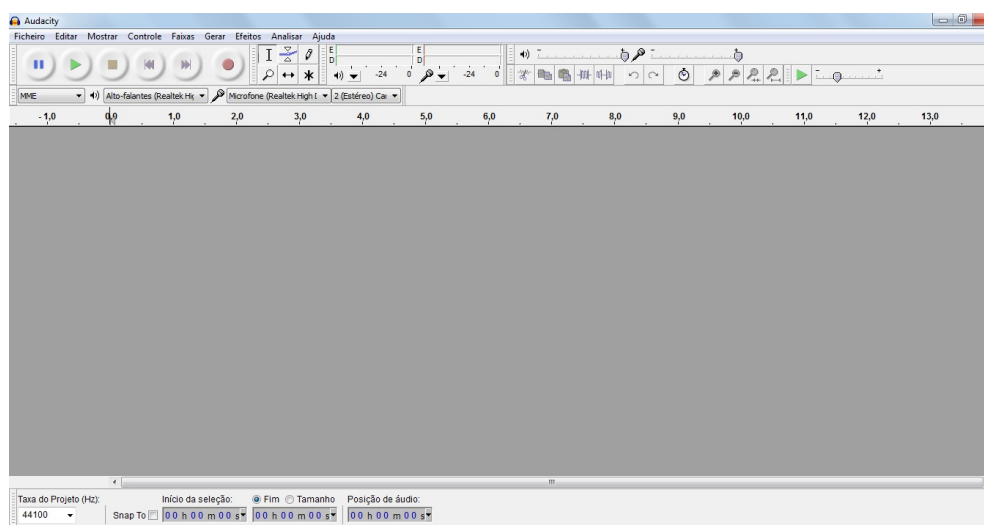 Audacity
Ficheiro Editar Mostrar Controle Faixas Gerar Efeitos Analisar Ajuda
E E
D D
-24 0 -24 0
MME Alto-falantes (Realtek Hig Microfone (Realtek High D 2 (Estéreo) Car
- 1,0 0,0 1,0 2,0 3,0 4,0 5,0 6,0 7,0 8,0 9,0 10,0 11,0 12,0 13,0
Taxa do Projeto (Hz): Início da seleção: Fim Tamanho Posição de áudio:
44100 Snap To 00 h 00 m 00 s 00 h 00 m 00 s 00 h 00 m 00 s